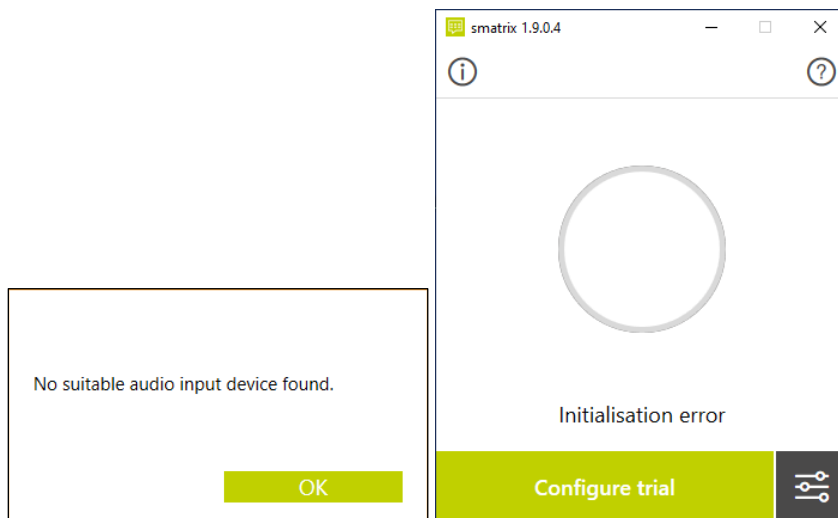 smatrix 1.9.0.4
No suitable audio input device found.
OK
Initialisation error
Configure trial